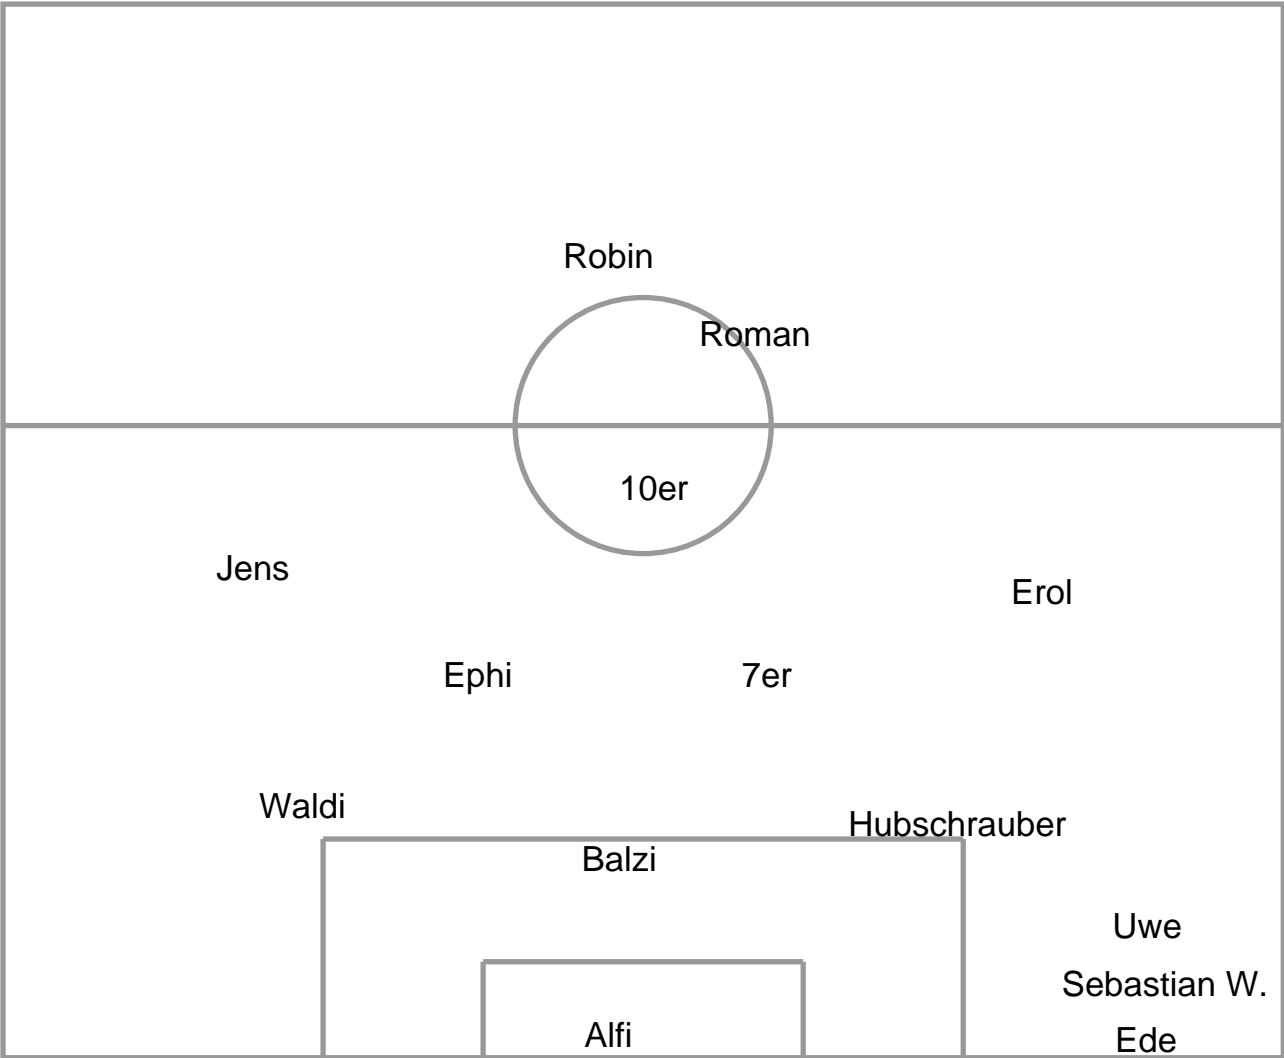 Robin
Roman
10er
Jens
Erol
Ephi
7er
Waldi
Hubschrauber
Balzi
Uwe
Sebastian W.
Alfi
Ede